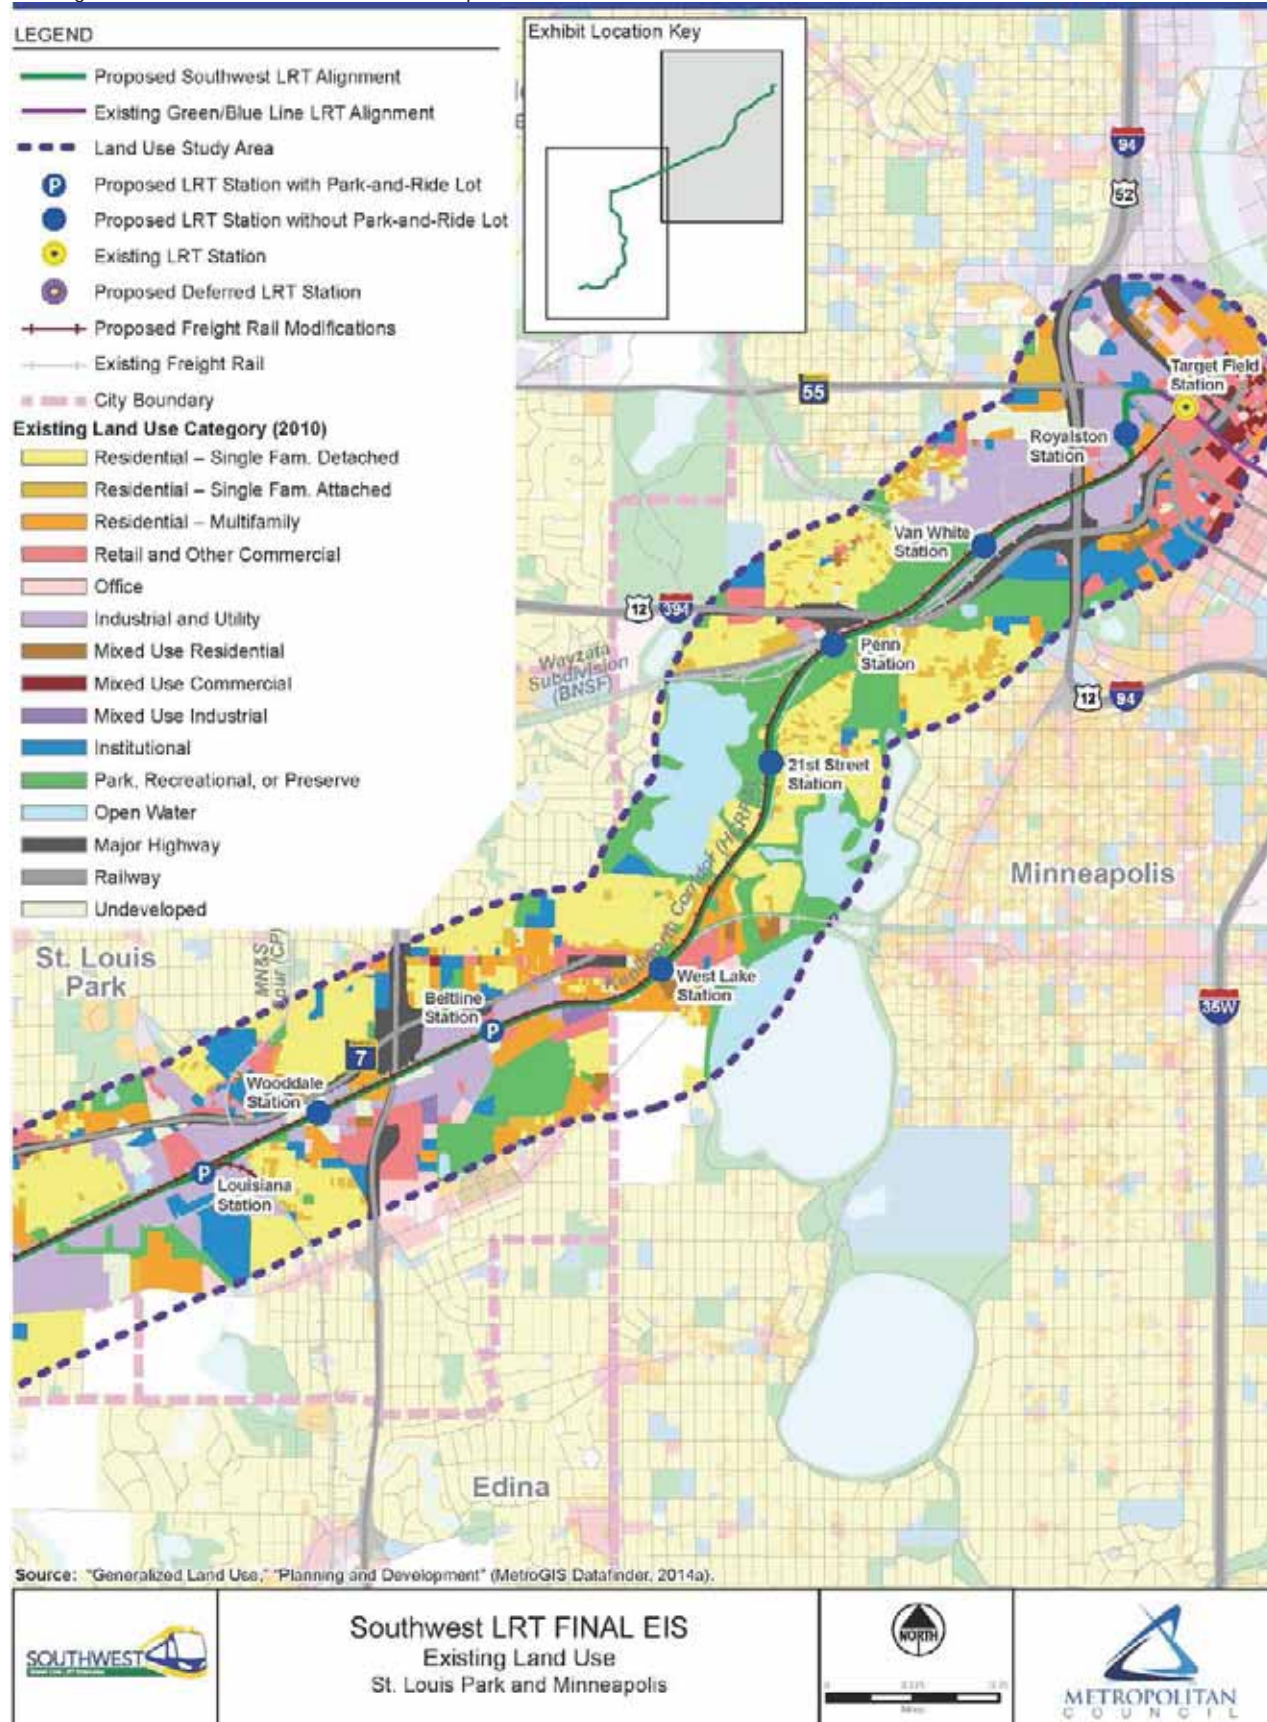 LEGEND
Proposed Southwest LRT Alignment
Existing Green/Blue Line LRT Alignment
Land Use Study Area
P Proposed LRT Station with Park-and-Ride Lot
Proposed LRT Station without Park-and-Ride Lot
Existing LRT Station
Proposed Deferred LRT Station
Proposed Freight Rail Modifications
Existing Freight Rail
City Boundary
Existing Land Use Category (2010)
Residential – Single Fam. Detached
Residential – Single Fam. Attached
Residential – Multifamily
Retail and Other Commercial
Office
Industrial and Utility
Mixed Use Residential
Mixed Use Commercial
Mixed Use Industrial
Institutional
Park, Recreational, or Preserve
Open Water
Major Highway
Railway
Undeveloped
Exhibit Location Key
94
52
55
Target Field
Station
Royalston
Station
Van White
Station
12 394
Penn
Station
Wayzata
Subdivision
(BNSF)
12 94
21st Street
Station
Kenilworth Corridor
Minneapolis
35W
West Lake
Station
St. Louis
Park
MN&S
Spur (CP)
Beltline
Station
P
7
Wooddale
Station
P
Louisiana
Station
Edina
Source: "Generalized Land Use," "Planning and Development" (MetroGIS Datafinder, 2014a).
SOUTHWEST
Southwest LRT FINAL EIS
Existing Land Use
St. Louis Park and Minneapolis
NORTH
METROPOLITAN
COUNCIL